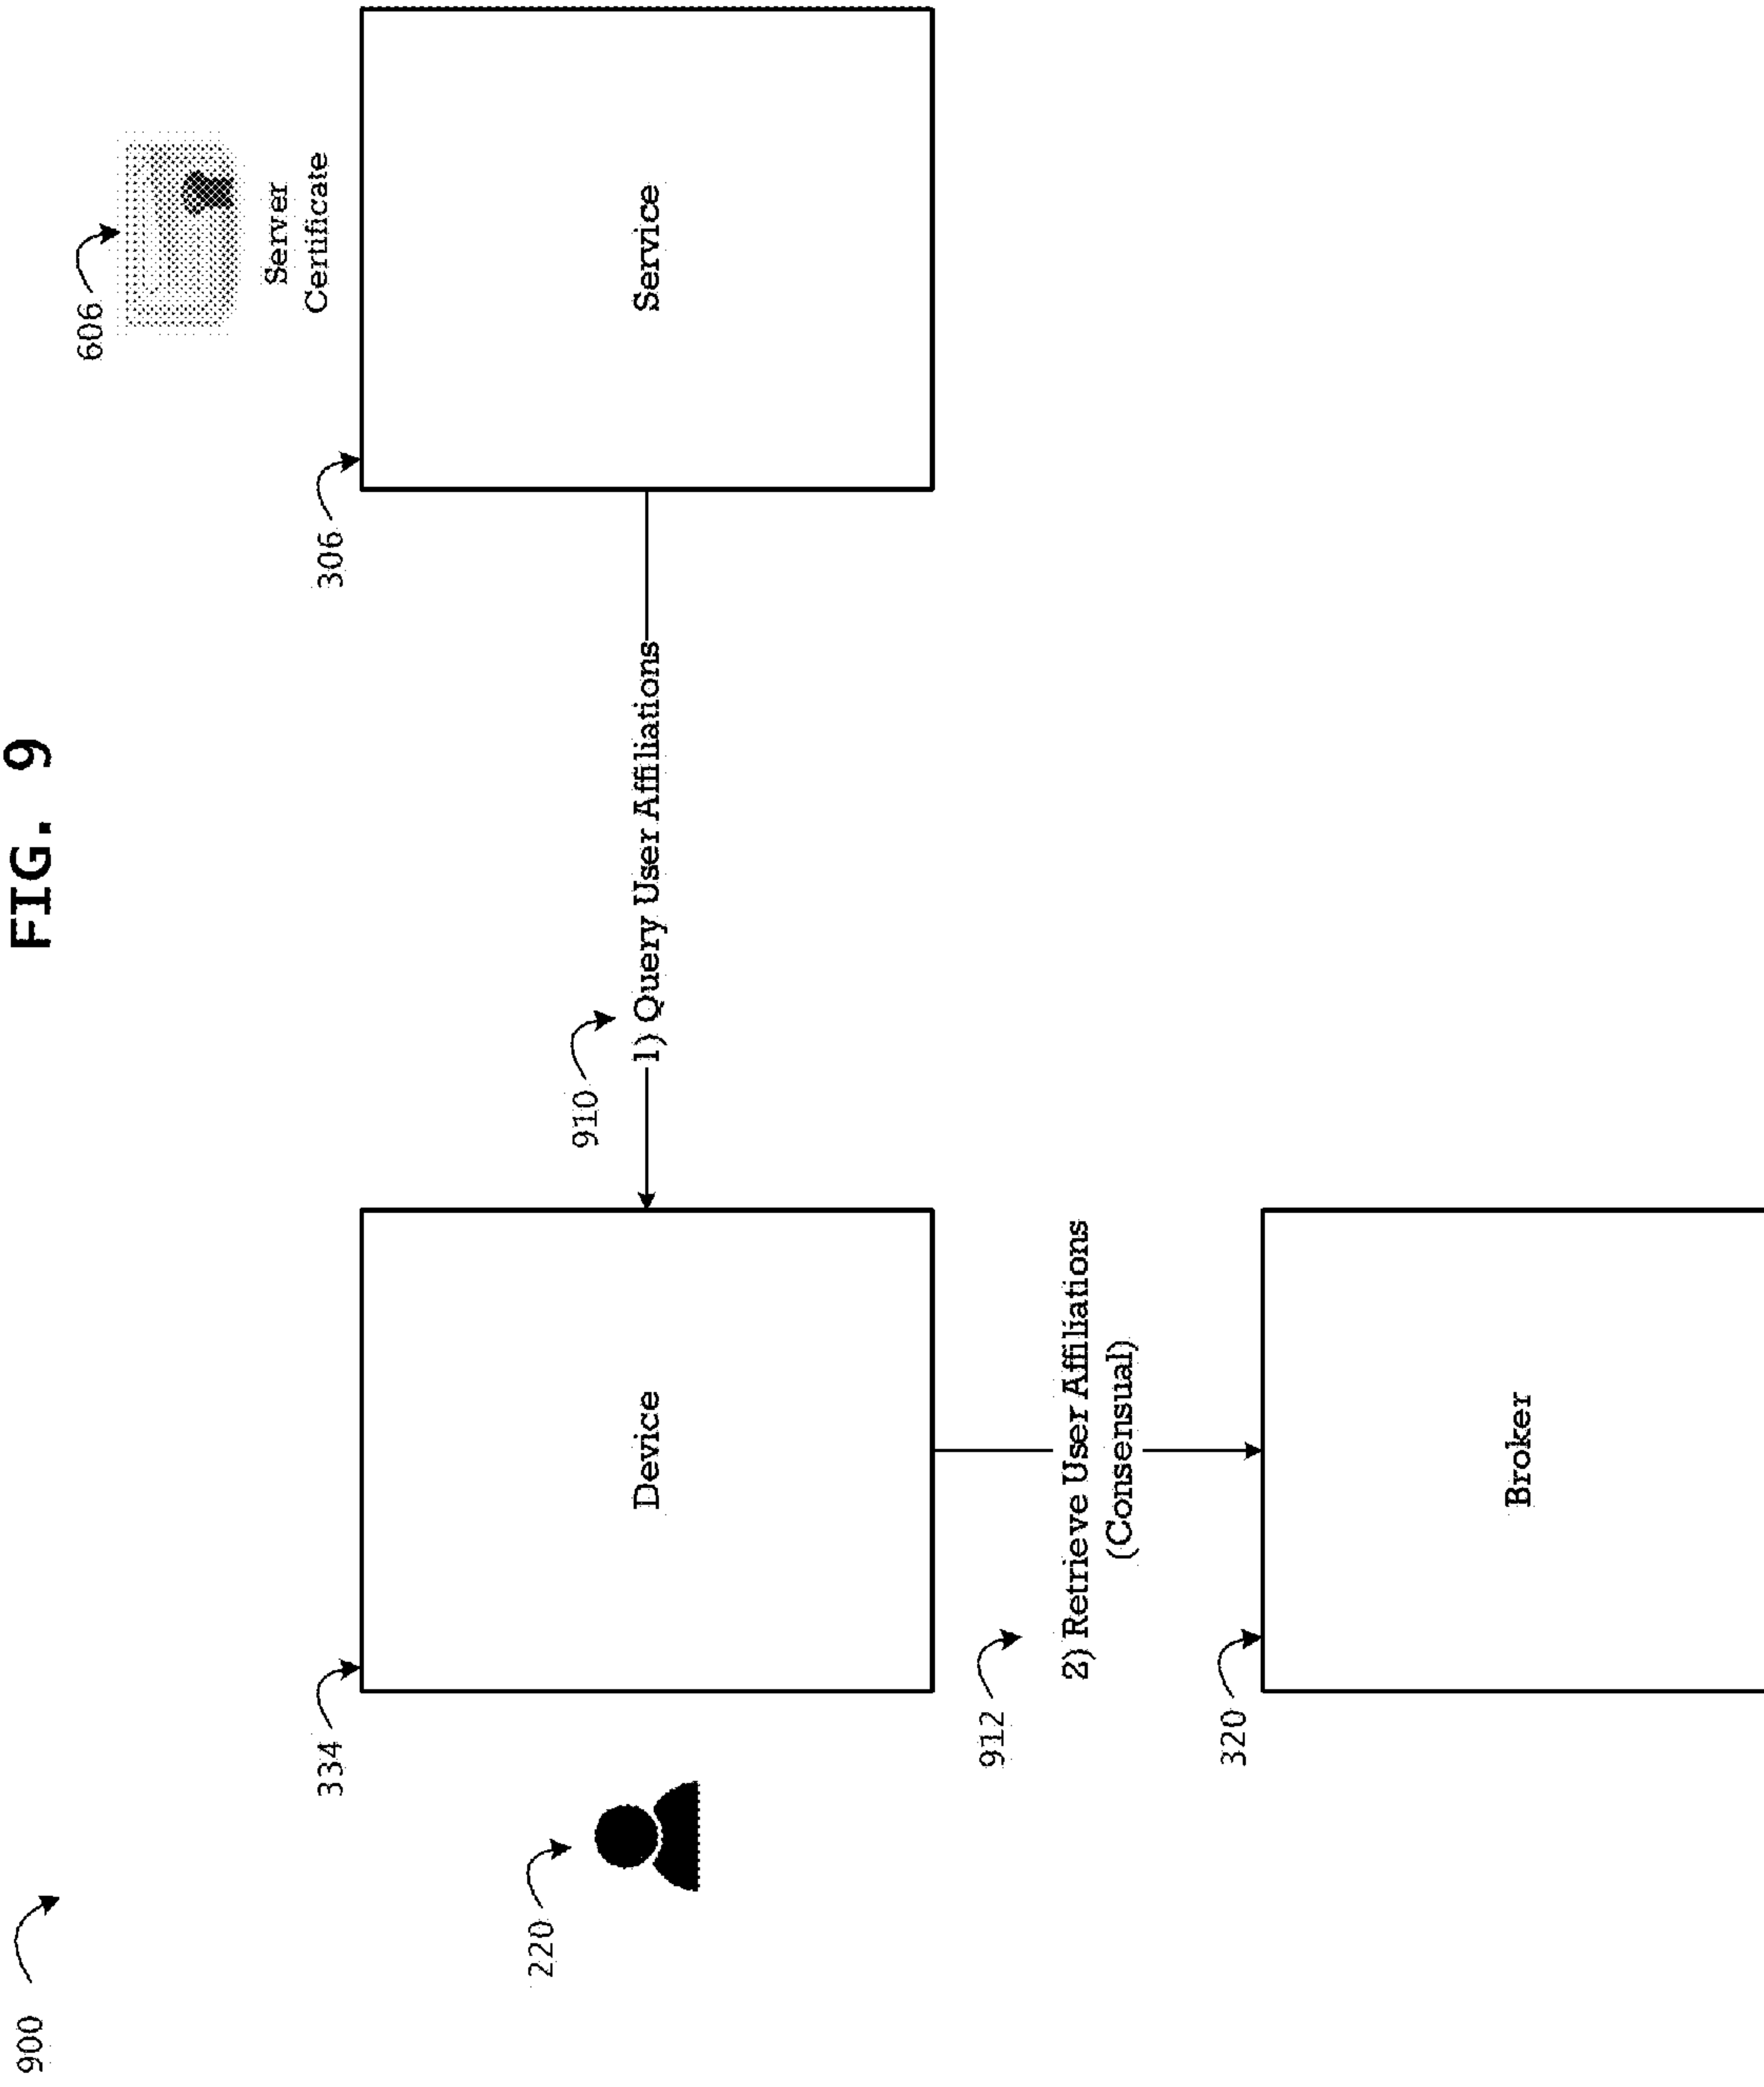 FIG. 9
900
606
Server
Certificate
334
306
220
910
Device
1) Query User Affiliations
Service
912
2) Retrieve User Affiliations
(Consensual)
320
Broker